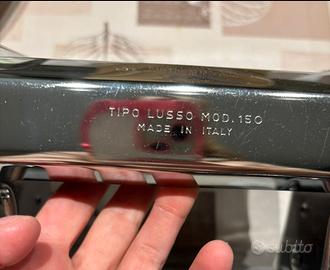 TIPO LUSSO MOD. 150
MADE IN ITALY
subito